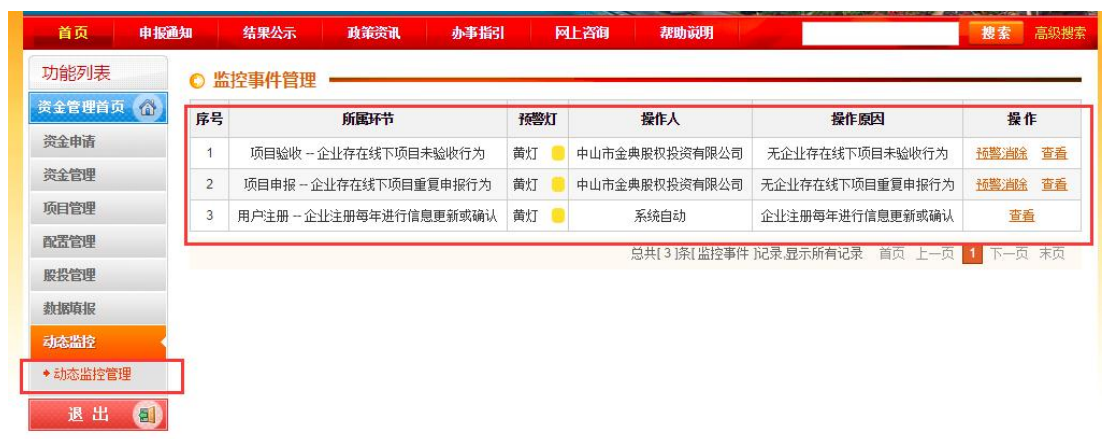 首页 申报通知 结果公示 政策资讯 办事指引 网上咨询 帮助说明 搜索 高级搜索
功能列表
资金管理首页
资金申请
资金管理
项目管理
配置管理
股投管理
数据填报
动态监控
动态监控管理
退出
监控事件管理
序号 所属环节 预警灯 操作人 操作原因 操作
1 项目验收 -- 企业存在线下项目未验收行为 黄灯 中山市金典股权投资有限公司 无企业存在线下项目未验收行为 预警消除 查看
2 项目申报 -- 企业存在线下项目重复申报行为 黄灯 中山市金典股权投资有限公司 无企业存在线下项目重复申报行为 预警消除 查看
3 用户注册 -- 企业注册每年进行信息更新或确认 黄灯 系统自动 企业注册每年进行信息更新或确认 查看
总共[ 3 ]条[ 监控事件 ]记录.显示所有记录 首页 上一页 1 下一页 末页